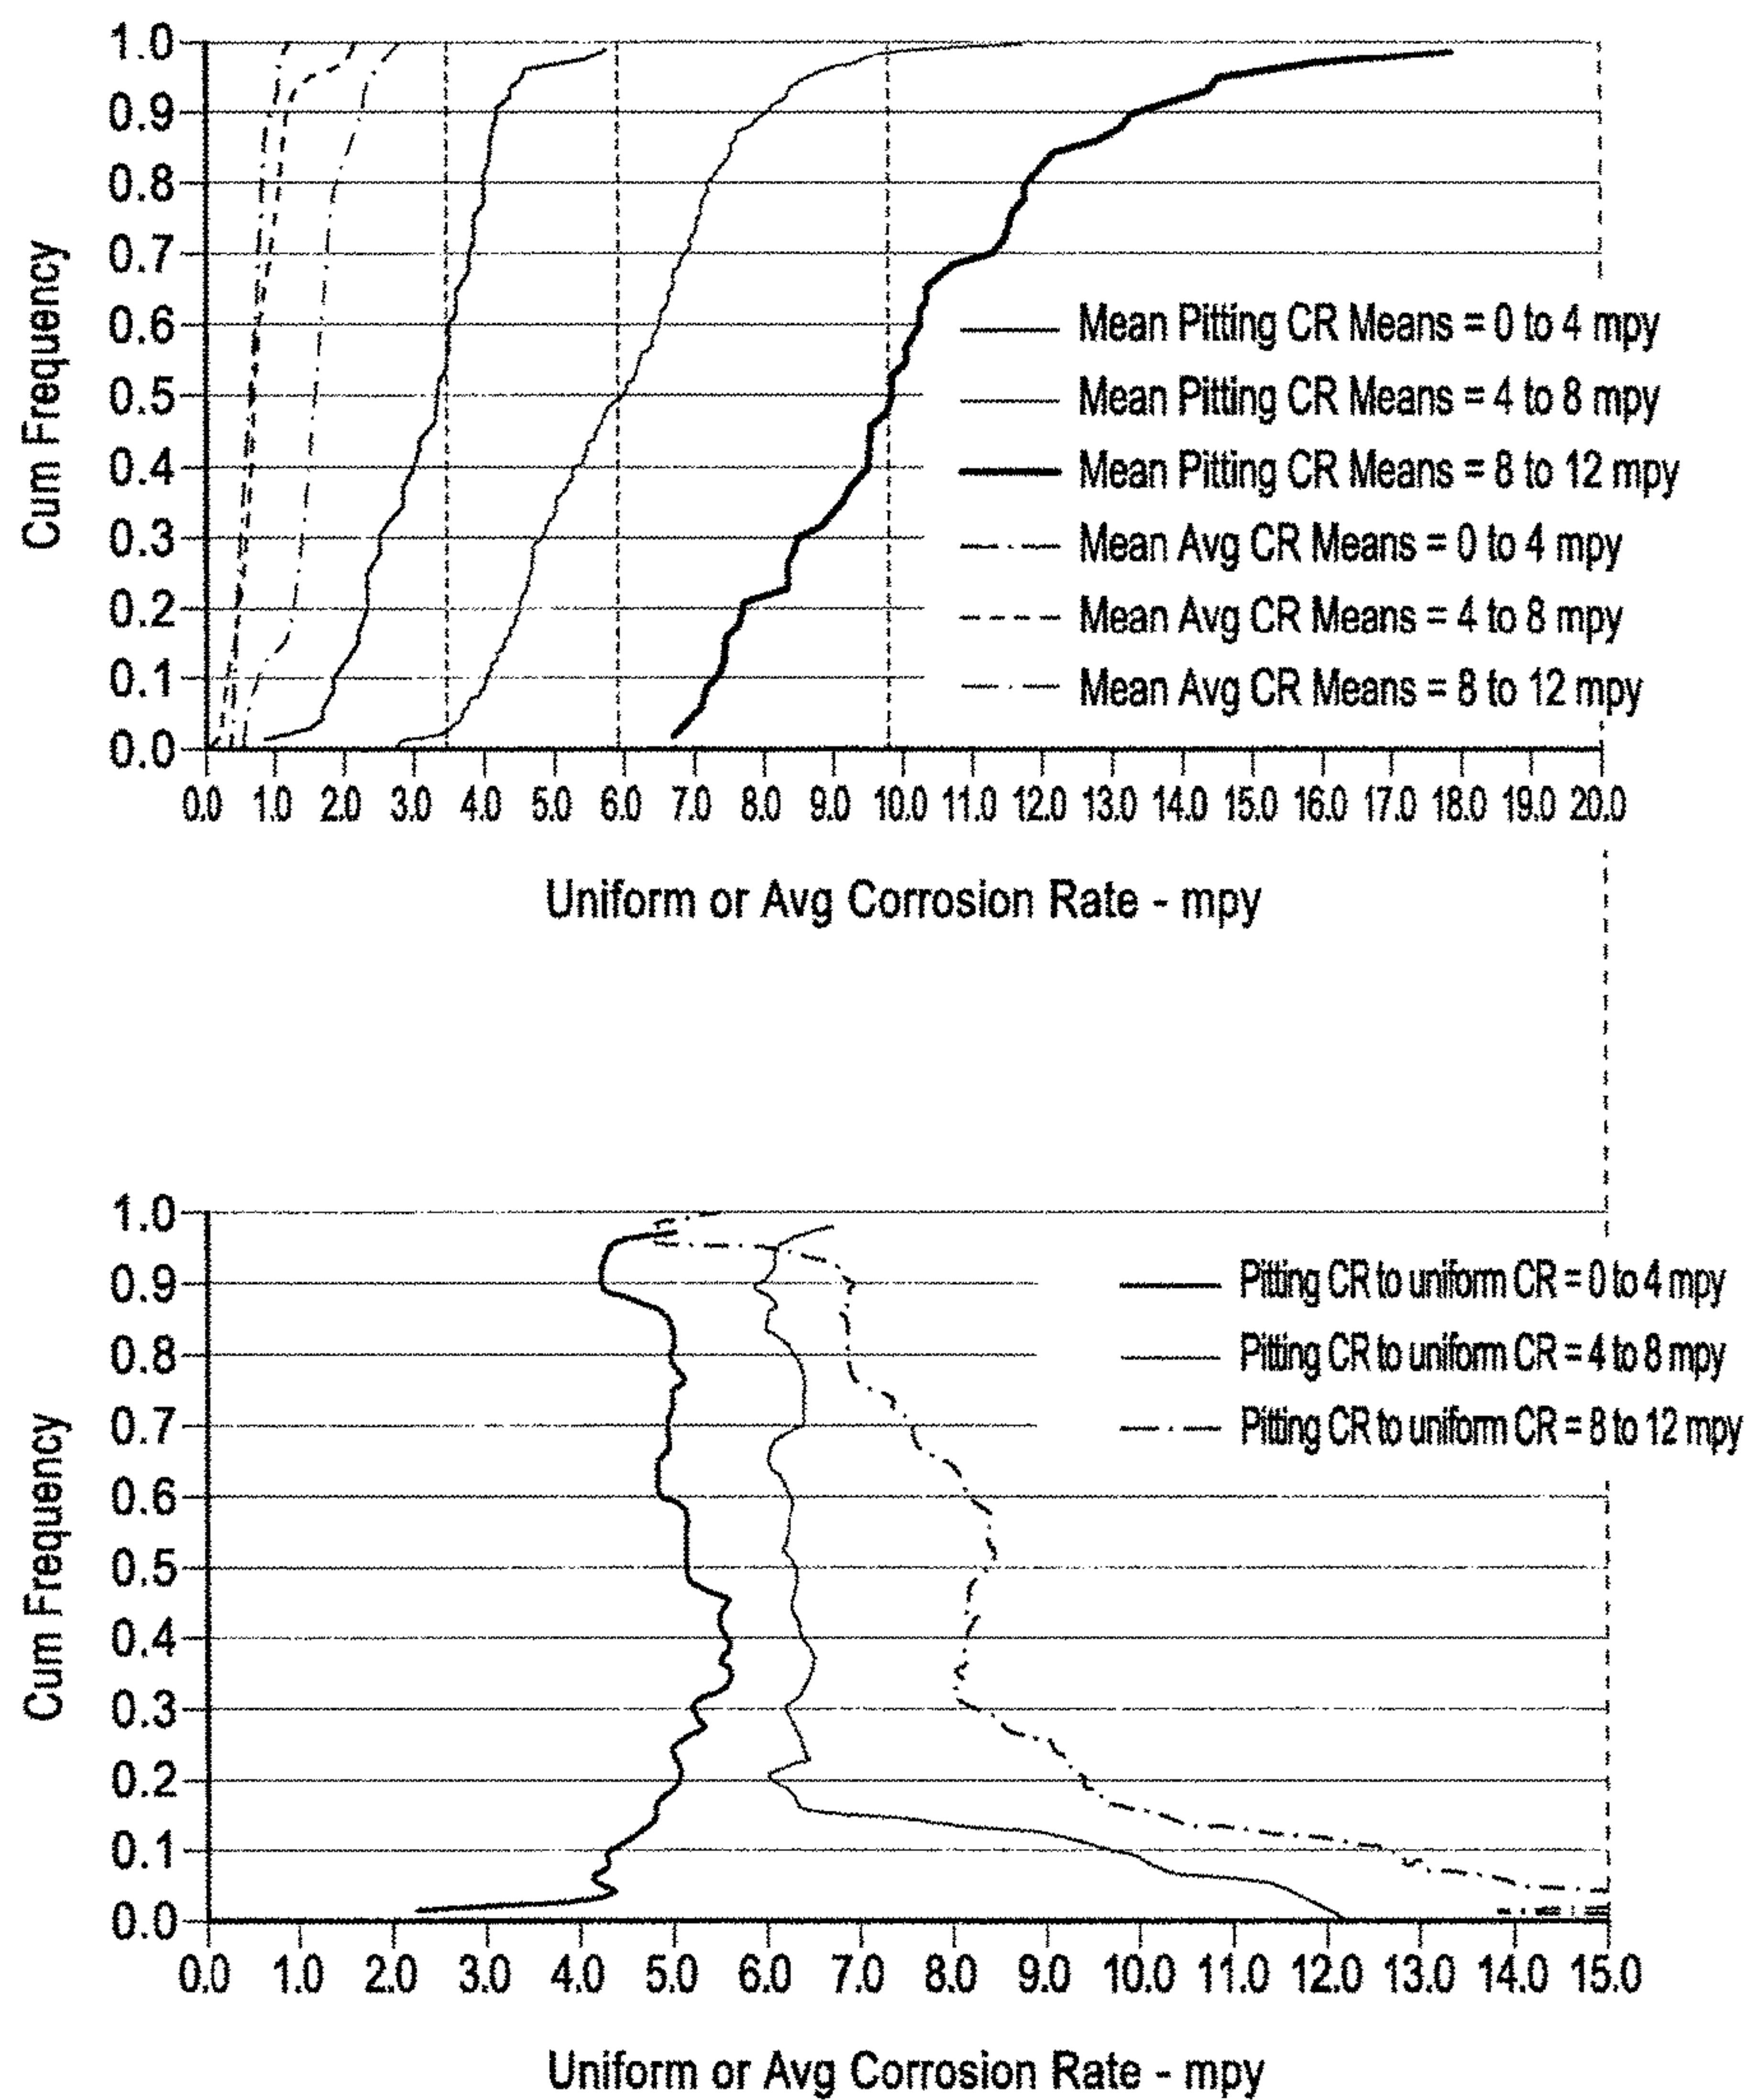 1.0
0.9
0.8
0.7
0.6
0.5
0.4
0.3
0.2
0.1
0.0
Cum Frequency
Mean Pitting CR Means = 0 to 4 mpy
Mean Pitting CR Means = 4 to 8 mpy
Mean Pitting CR Means = 8 to 12 mpy
Mean Avg CR Means = 0 to 4 mpy
Mean Avg CR Means = 4 to 8 mpy
Mean Avg CR Means = 8 to 12 mpy
0.0 1.0 2.0 3.0 4.0 5.0 6.0 7.0 8.0 9.0 10.0 11.0 12.0 13.0 14.0 15.0 16.0 17.0 18.0 19.0 20.0
Uniform or Avg Corrosion Rate - mpy
1.0
0.9
0.8
0.7
0.6
0.5
0.4
0.3
0.2
0.1
0.0
Cum Frequency
Pitting CR to uniform CR = 0 to 4 mpy
Pitting CR to uniform CR = 4 to 8 mpy
Pitting CR to uniform CR = 8 to 12 mpy
0.0 1.0 2.0 3.0 4.0 5.0 6.0 7.0 8.0 9.0 10.0 11.0 12.0 13.0 14.0 15.0
Uniform or Avg Corrosion Rate - mpy